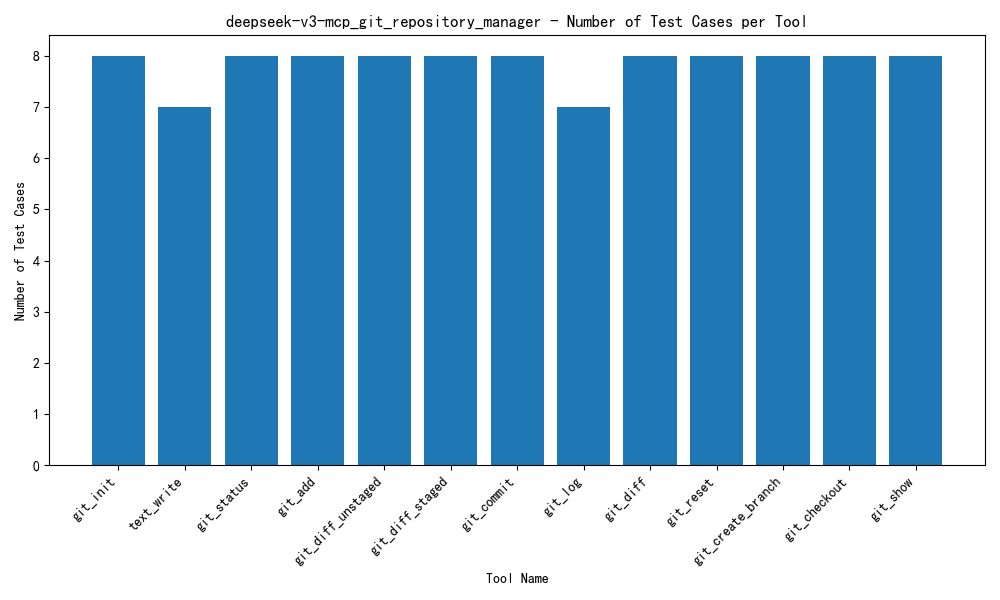 deepseek-v3-mcp_git_repository_manager - Number of Test Cases per Tool
Number of Test Cases
8
7
6
5
4
3
2
1
0
git_init
text_write
git_status
git_add
git_diff_unstaged
git_diff_staged
git_commit
git_log
git_diff
git_reset
git_create_branch
git_checkout
git_show
Tool Name